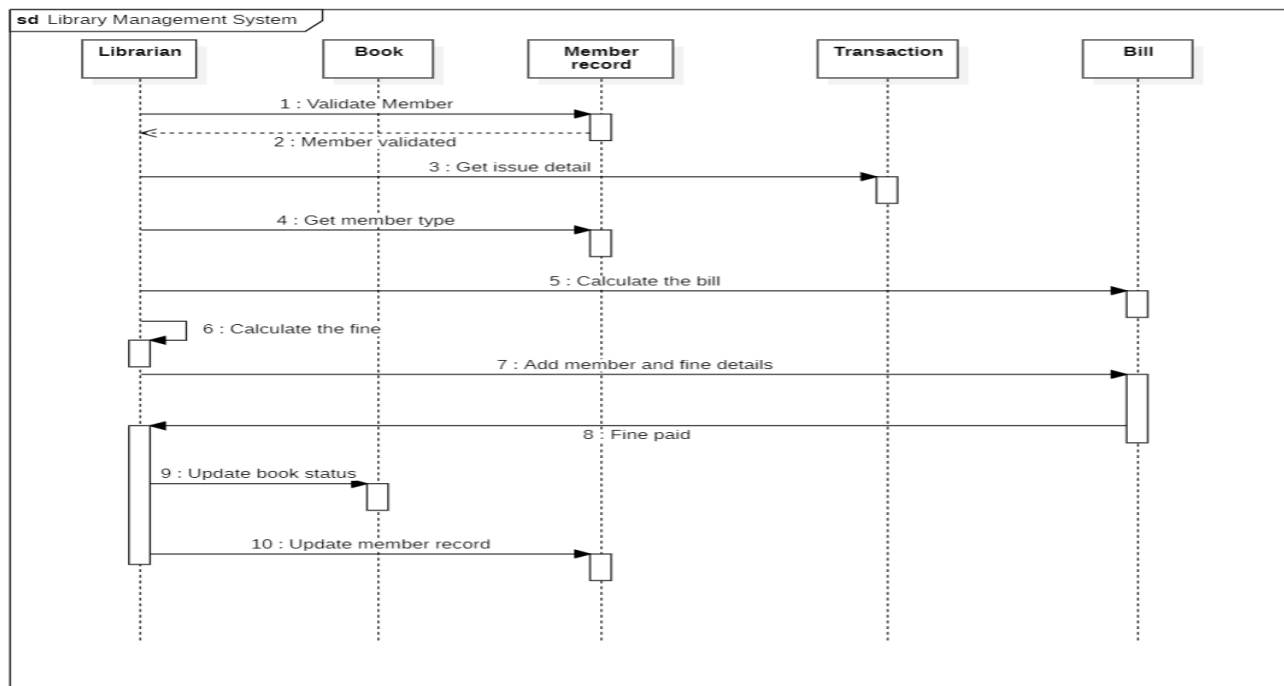 sd Library Management System
Librarian
Book
Member
record
Transaction
Bill
1 : Validate Member
2 : Member validated
3 : Get issue detail
4 : Get member type
5 : Calculate the bill
6 : Calculate the fine
7 : Add member and fine details
8 : Fine paid
9 : Update book status
10 : Update member record